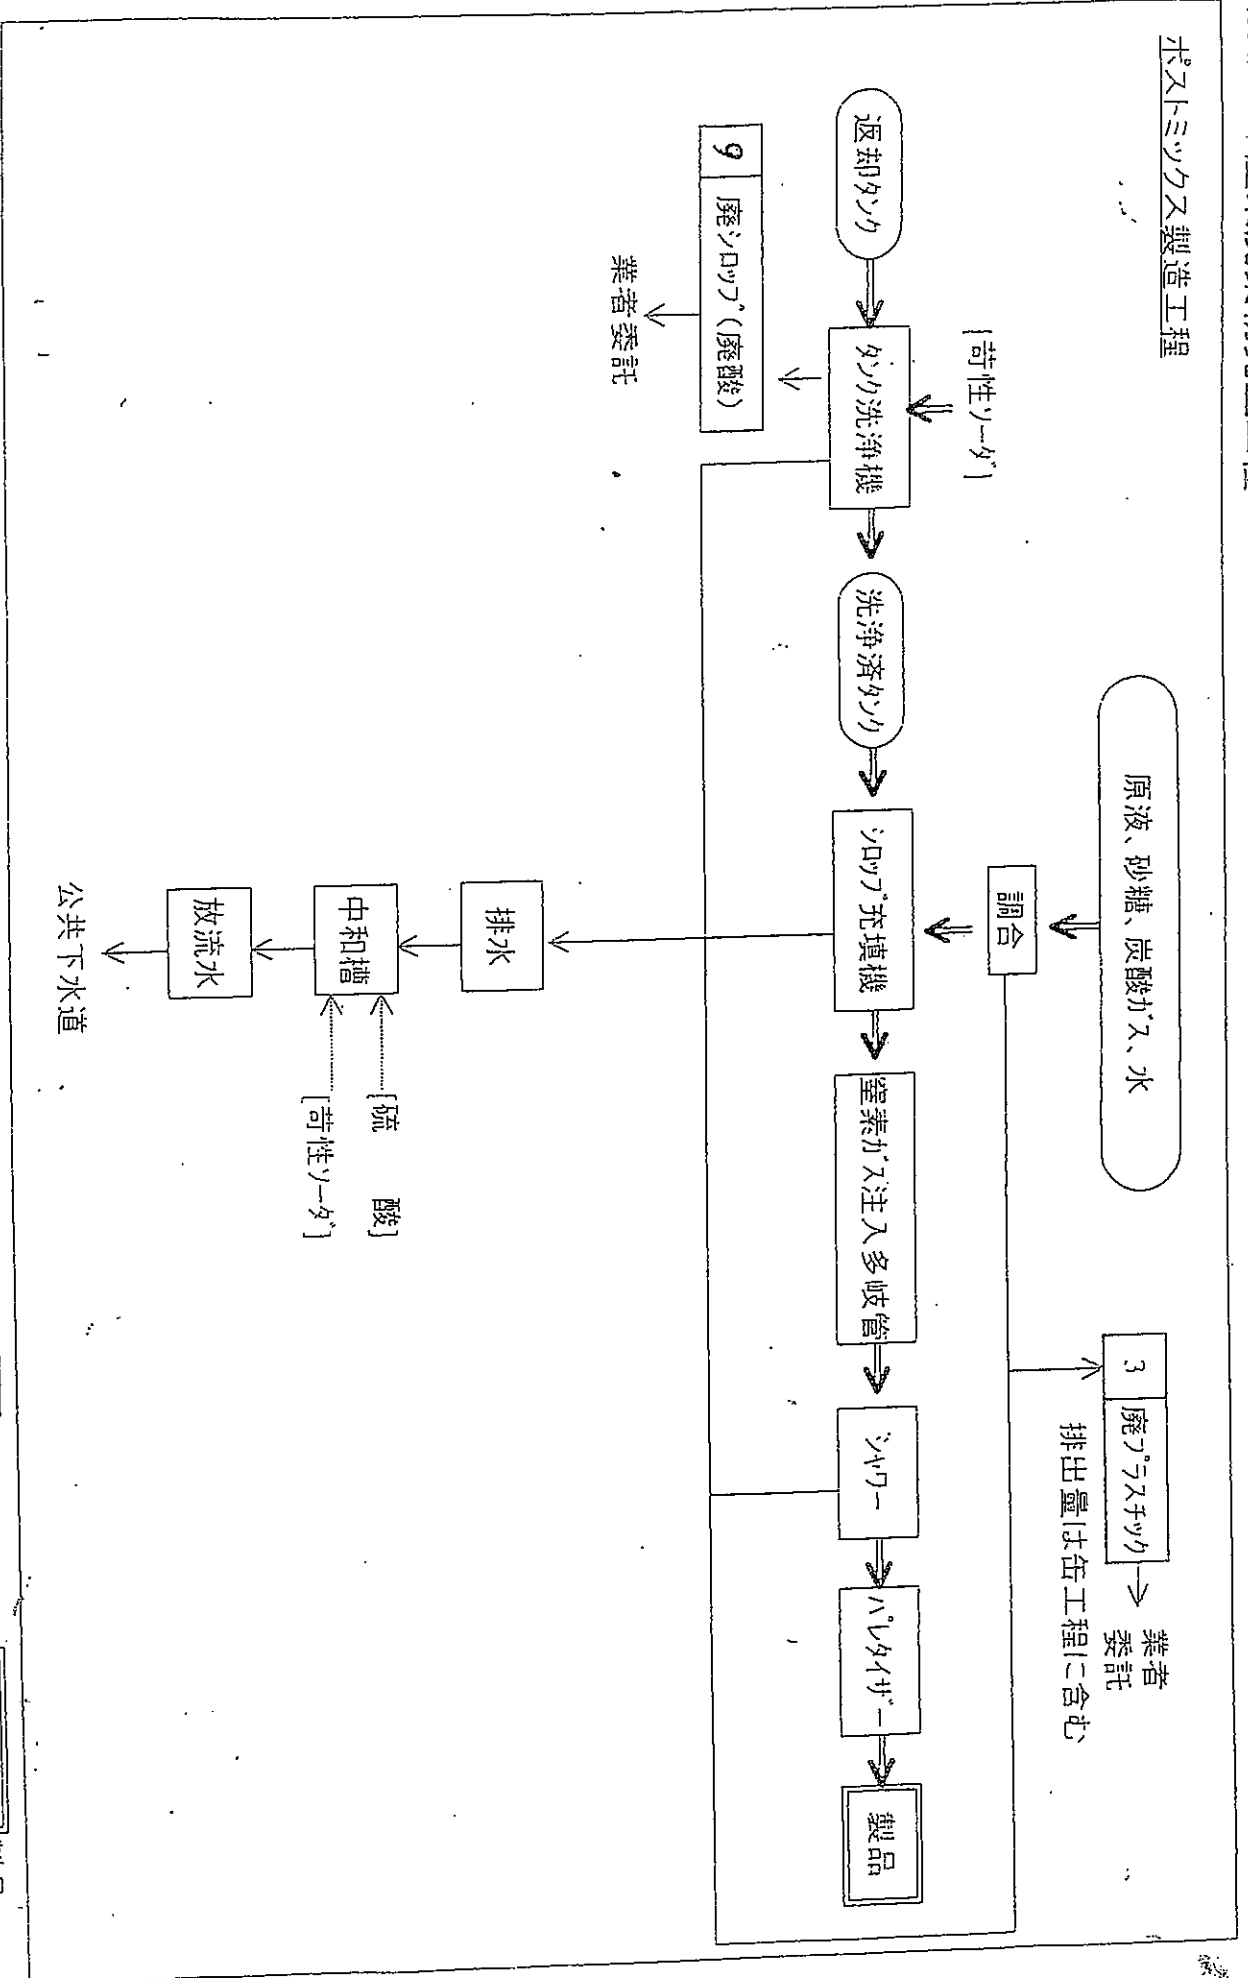 ポストミックス製造工程
原液、砂糖、炭酸ガス、水
3 廃プラスチック
業者
委託
排出量は缶工程に含む
調合
[苛性ソーダ]
返却タンク
タンク洗浄機
洗浄済タンク
シロップ充填機
窒素ガス注入多岐管
シャワー
パレタイザー
製品
9 廃シロップ(廃酸)
業者委託
排水
中和槽
[硫 酸]
[苛性ソーダ]
放流水
公共下水道